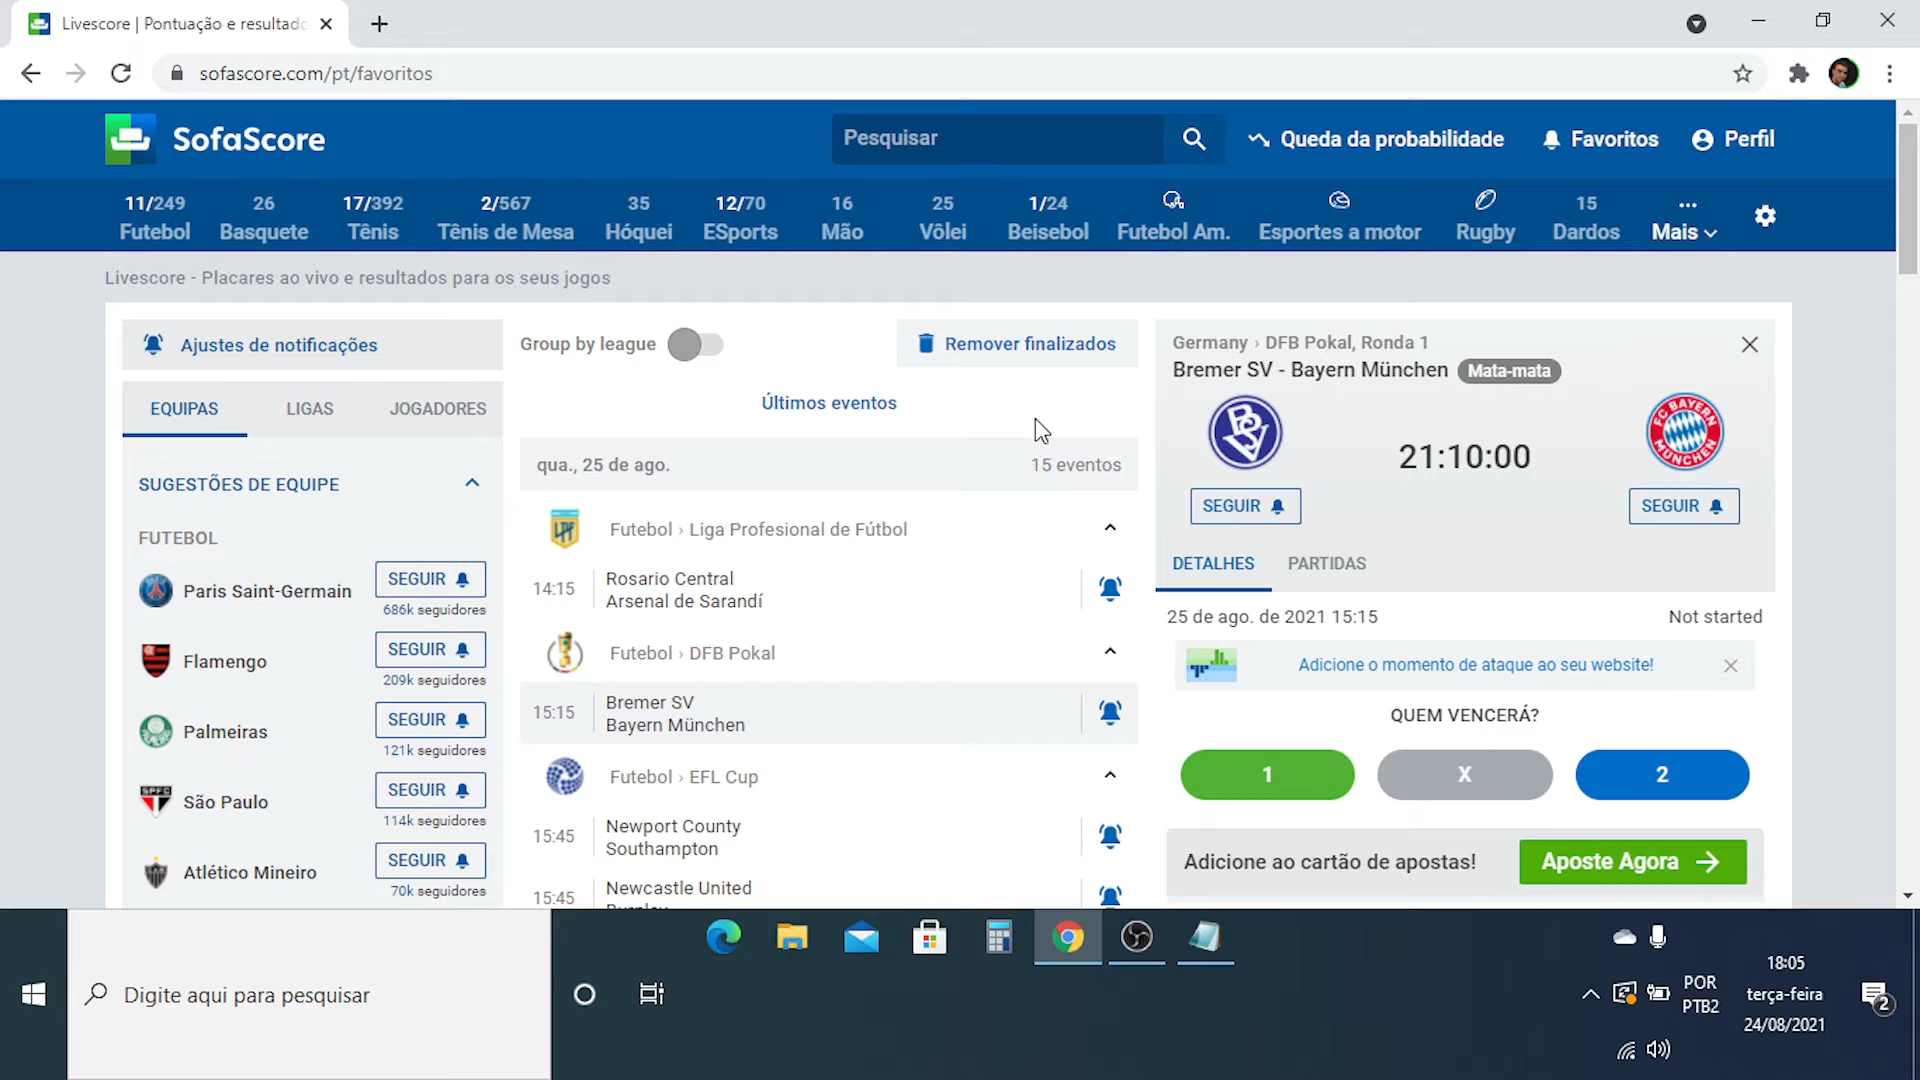 Livescore | Pontuação e resultad
sofascore.com/pt/favoritos
SofaScore
Pesquisar
Queda da probabilidade
Favoritos
Perfil
11/249
Futebol
26
Basquete
17/392
Tênis
2/567
Tênis de Mesa
35
Hóquei
12/70
ESports
16
Mão
25
Vôlei
1/24
Beisebol
Futebol Am.
Esportes a motor
Rugby
15
Dardos
Mais
Livescore - Placares ao vivo e resultados para os seus jogos
Ajustes de notificações
EQUIPAS
LIGAS
JOGADORES
SUGESTÕES DE EQUIPE
FUTEBOL
Paris Saint-Germain
SEGUIR
686k seguidores
Flamengo
SEGUIR
209k seguidores
Palmeiras
SEGUIR
121k seguidores
São Paulo
SEGUIR
114k seguidores
Atlético Mineiro
SEGUIR
70k seguidores
Group by league
Remover finalizados
Últimos eventos
qua., 25 de ago.
15 eventos
Futebol › Liga Profesional de Fútbol
14:15
Rosario Central
Arsenal de Sarandí
Futebol › DFB Pokal
15:15
Bremer SV
Bayern München
Futebol › EFL Cup
15:45
Newport County
Southampton
15:45
Newcastle United
Germany › DFB Pokal, Ronda 1
Bremer SV - Bayern München
Mata-mata
21:10:00
SEGUIR
SEGUIR
DETALHES
PARTIDAS
25 de ago. de 2021 15:15
Not started
Adicione o momento de ataque ao seu website!
QUEM VENCERÁ?
1
X
2
Adicione ao cartão de apostas!
Aposte Agora
Digite aqui para pesquisar
POR
PTB2
18:05
terça-feira
24/08/2021
2